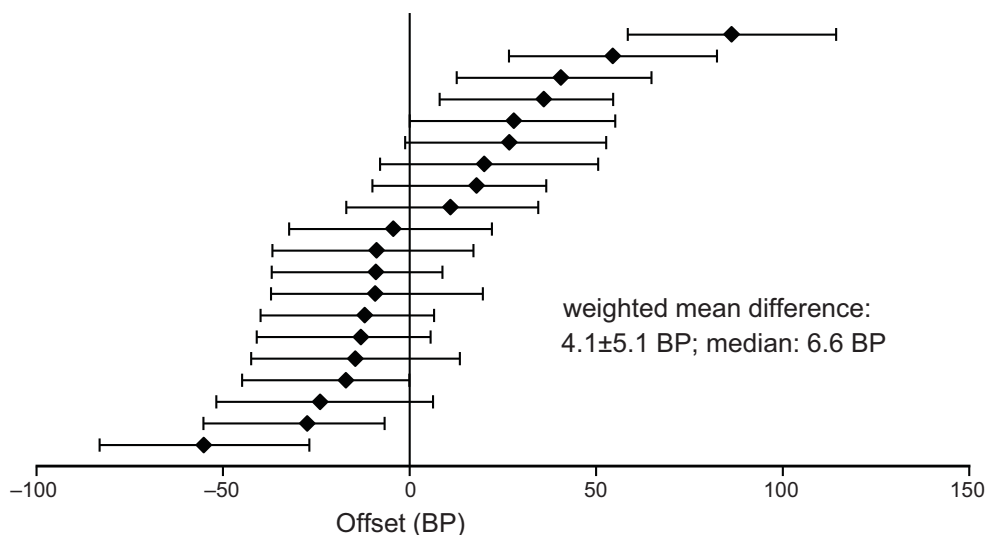 weighted mean difference:
4.1±5.1 BP; median: 6.6 BP
–100 –50 0 50 100 150
Offset (BP)